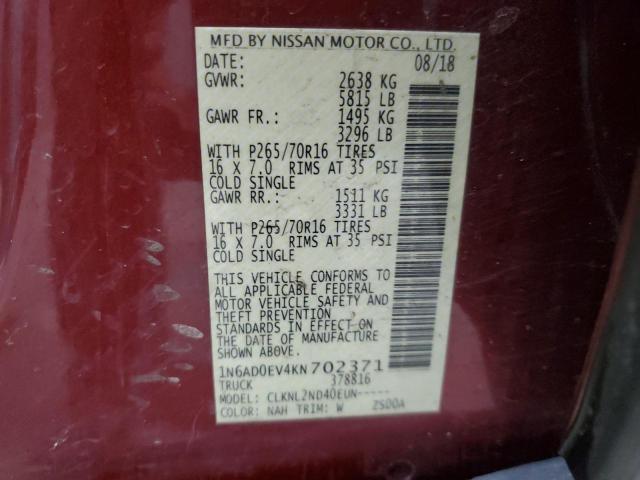 MFD BY NISSAN MOTOR CO., LTD.
DATE: 08/18
GVWR: 2638 KG
5815 LB
GAWR FR.: 1495 KG
3296 LB
WITH P265/70R16 TIRES
16 X 7.0 RIMS AT 35 PSI
COLD SINGLE
GAWR RR.: 1511 KG
3331 LB
WITH P265/70R16 TIRES
16 X 7.0 RIMS AT 35 PSI
COLD SINGLE
THIS VEHICLE CONFORMS TO
ALL APPLICABLE FEDERAL
MOTOR VEHICLE SAFETY AND
THEFT PREVENTION
STANDARDS IN EFFECT ON
THE DATE OF MANUFACTURE
SHOWN ABOVE.
1N6AD0EV4KN702371
TRUCK 378816
MODEL: CLKNL2ND40EUN-----
COLOR: NAH TRIM: W ZSOOA